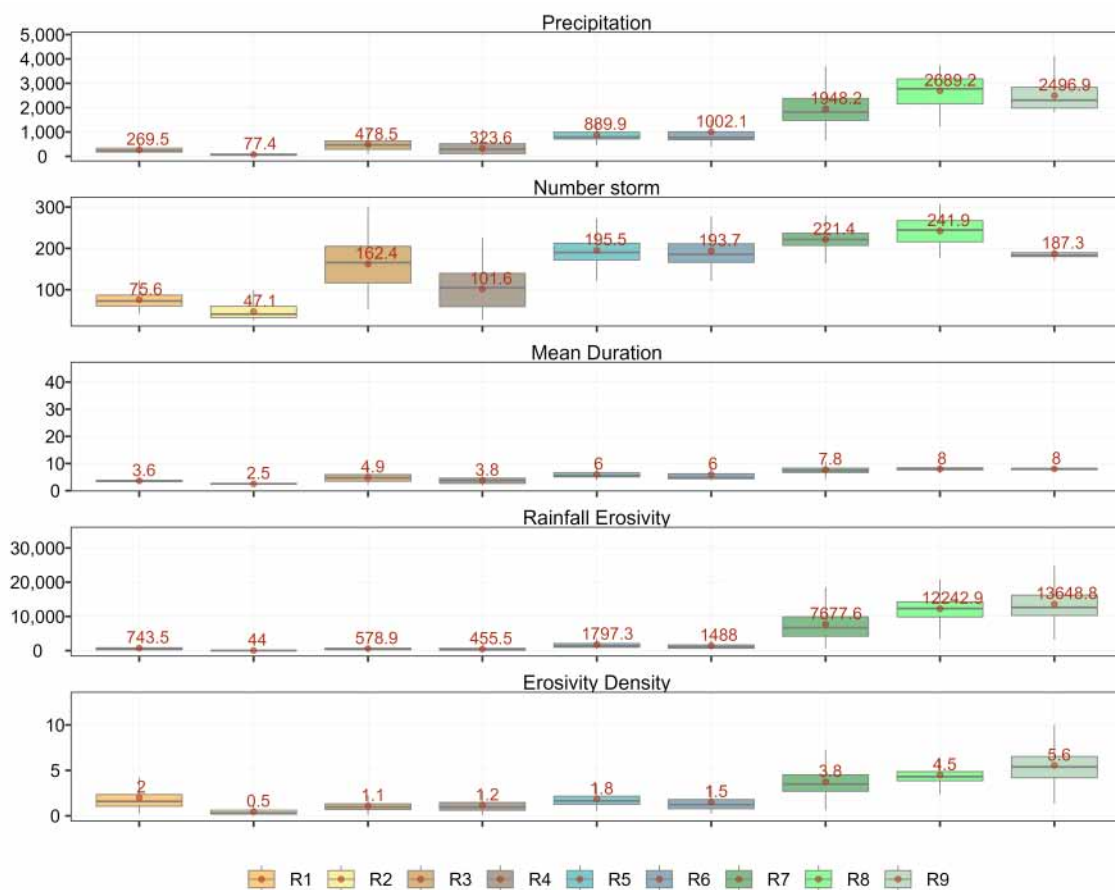 Precipitation
5,000
4,000
3,000
2,000
1,000
0
269.5 77.4 478.5 323.6 889.9 1002.1 1948.2 2689.2 2496.9
Number storm
300
200
100
75.6 47.1 162.4 101.6 195.5 193.7 221.4 241.9 187.3
Mean Duration
40
30
20
10
0
3.6 2.5 4.9 3.8 6 6 7.8 8 8
Rainfall Erosivity
30,000
20,000
10,000
0
743.5 44 578.9 455.5 1797.3 1488 7677.6 12242.9 13648.8
Erosivity Density
10
5
0
2 0.5 1.1 1.2 1.8 1.5 3.8 4.5 5.6
R1 R2 R3 R4 R5 R6 R7 R8 R9